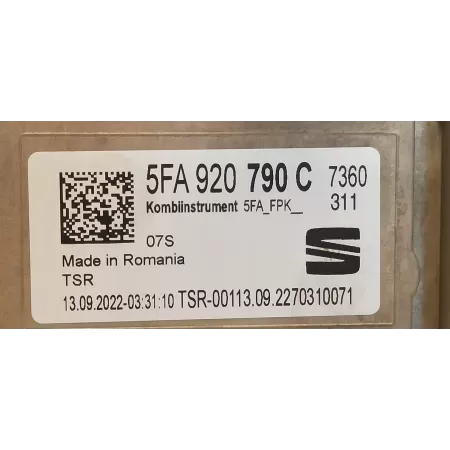 5FA 920 790 C 7360
Kombiinstrument 5FA_FPK__ 311
07S
Made in Romania
TSR
13.09.2022-03:31:10 TSR-00113.09.2270310071